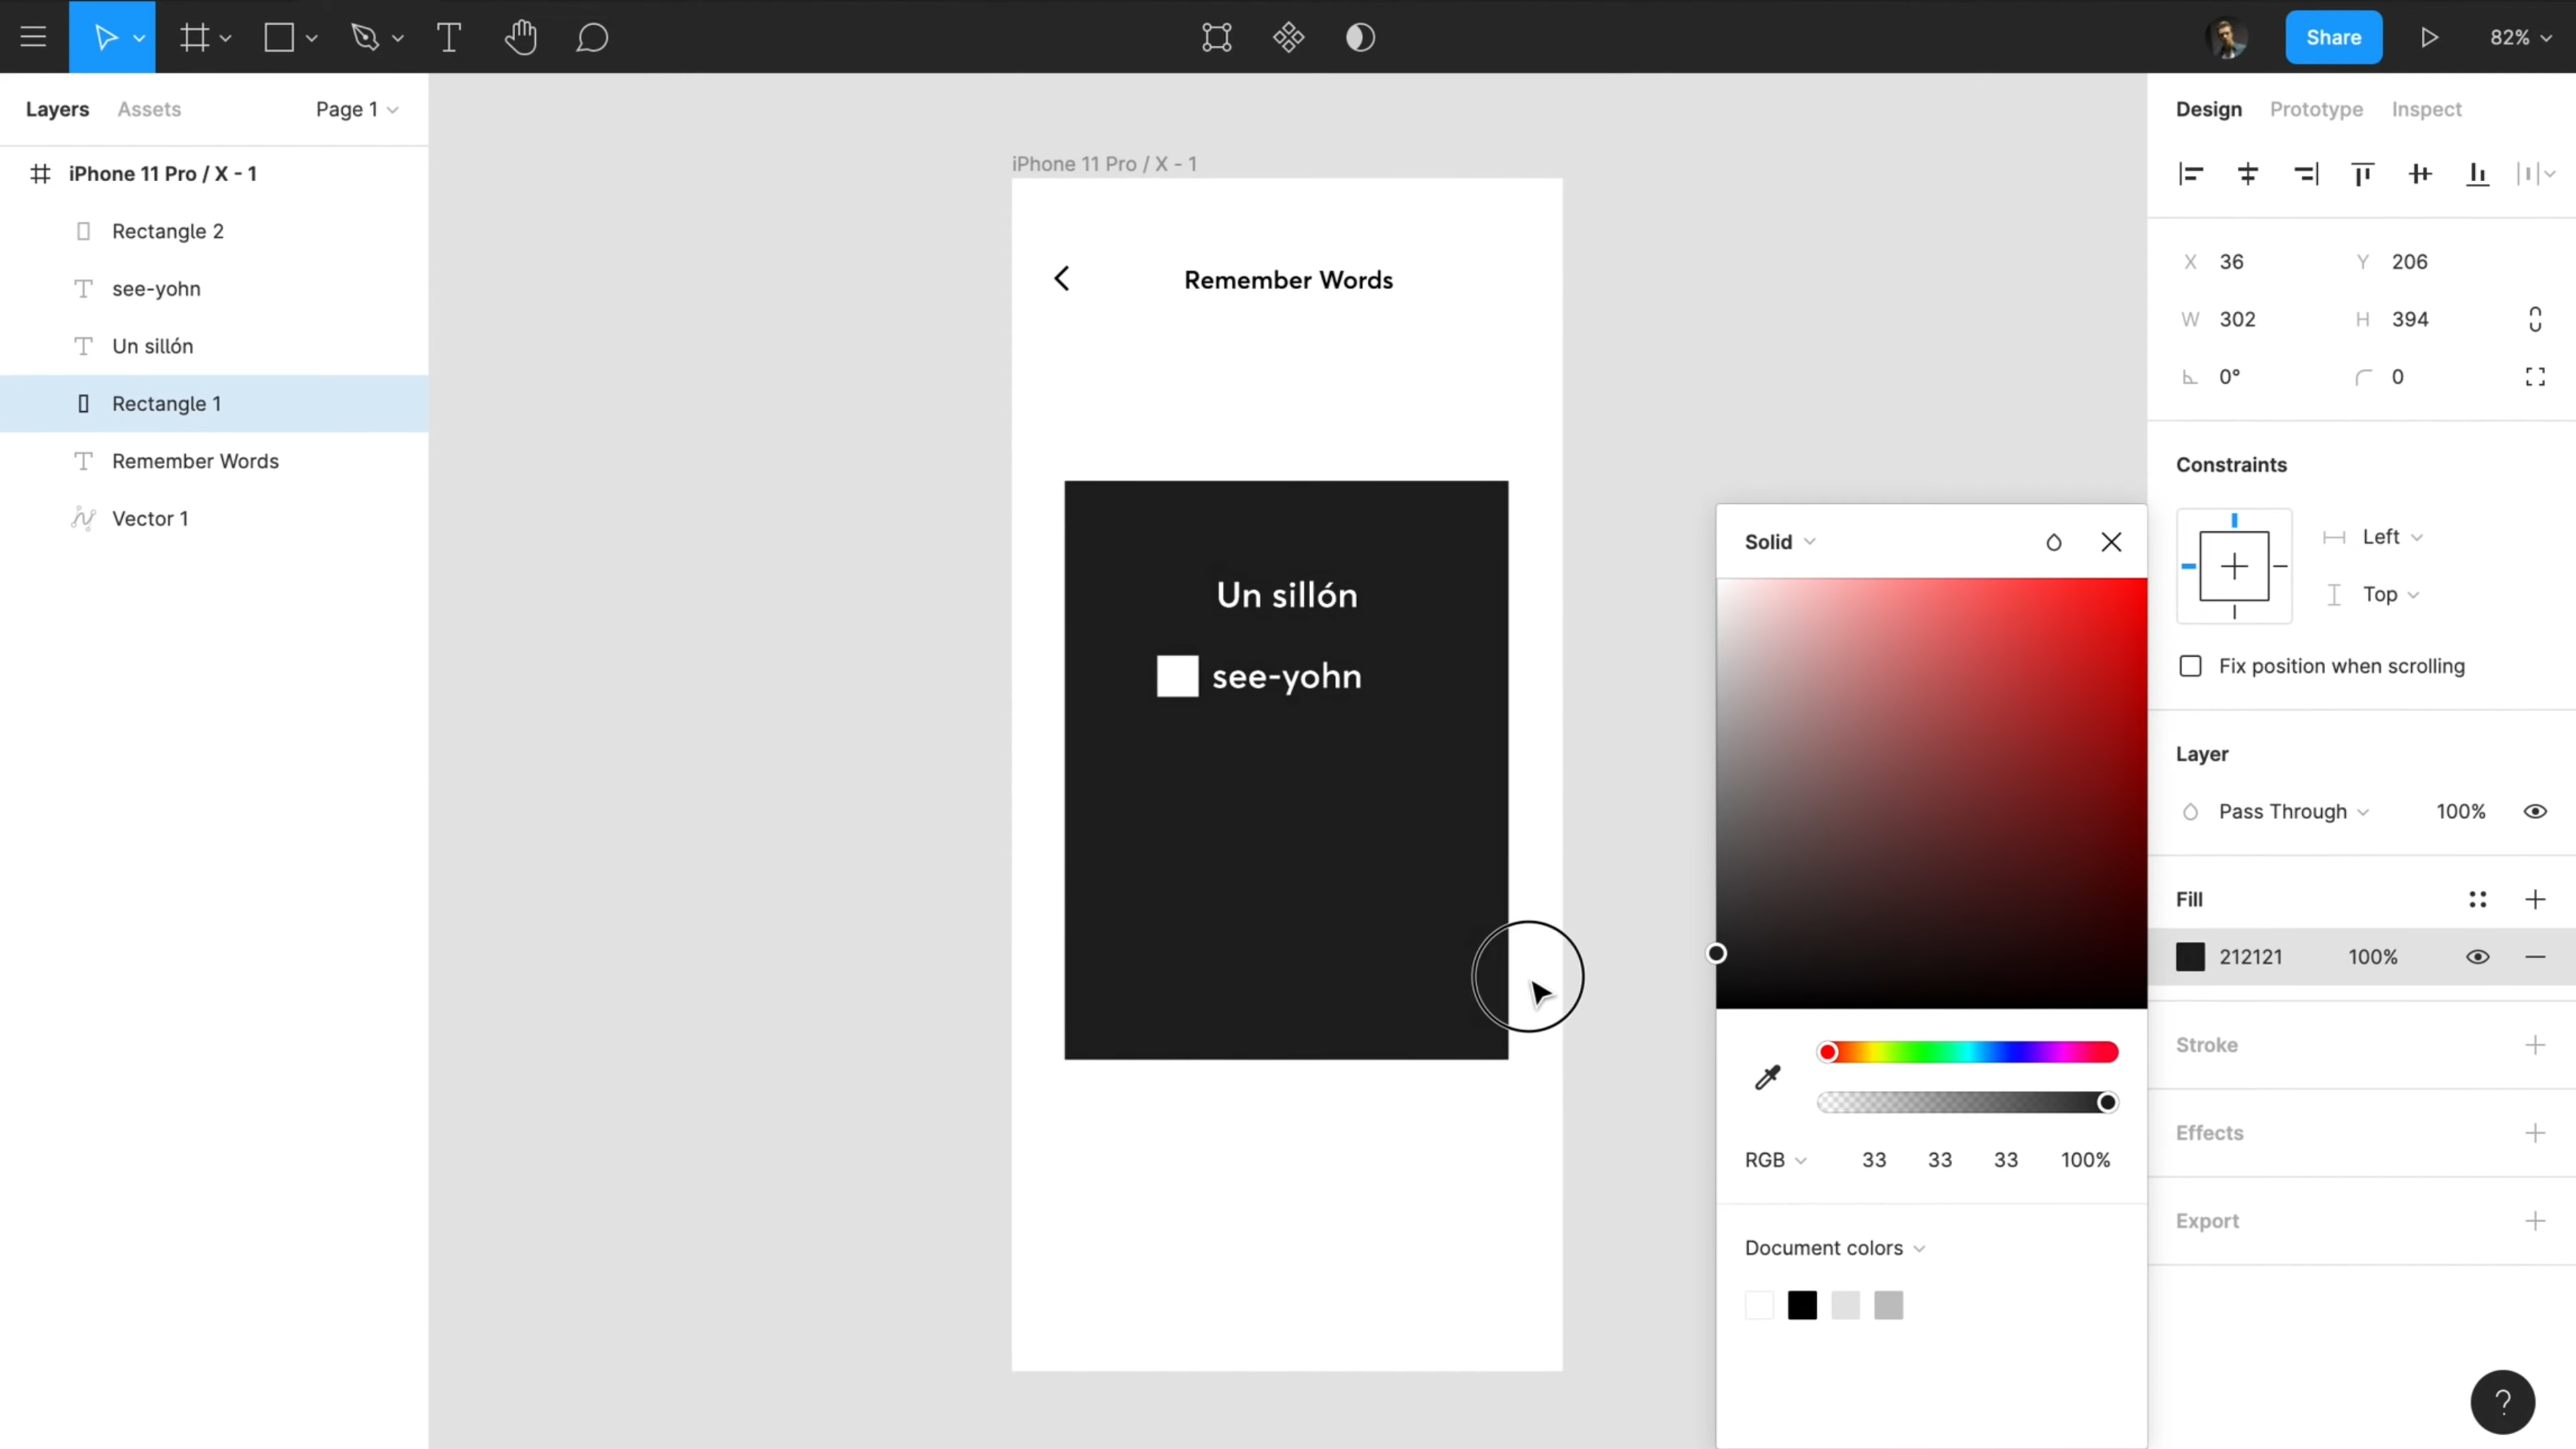 Share
82%
Layers
Assets
Page 1
iPhone 11 Pro / X - 1
Rectangle 2
see-yohn
Un sillón
Rectangle 1
Remember Words
Vector 1
iPhone 11 Pro / X - 1
Remember Words
Un sillón
see-yohn
Solid
RGB
33
33
33
100%
Document colors
Design
Prototype
Inspect
X 36
Y 206
W 302
H 394
0°
0
Constraints
Left
Top
Fix position when scrolling
Layer
Pass Through
100%
Fill
212121
100%
Stroke
Effects
Export
?